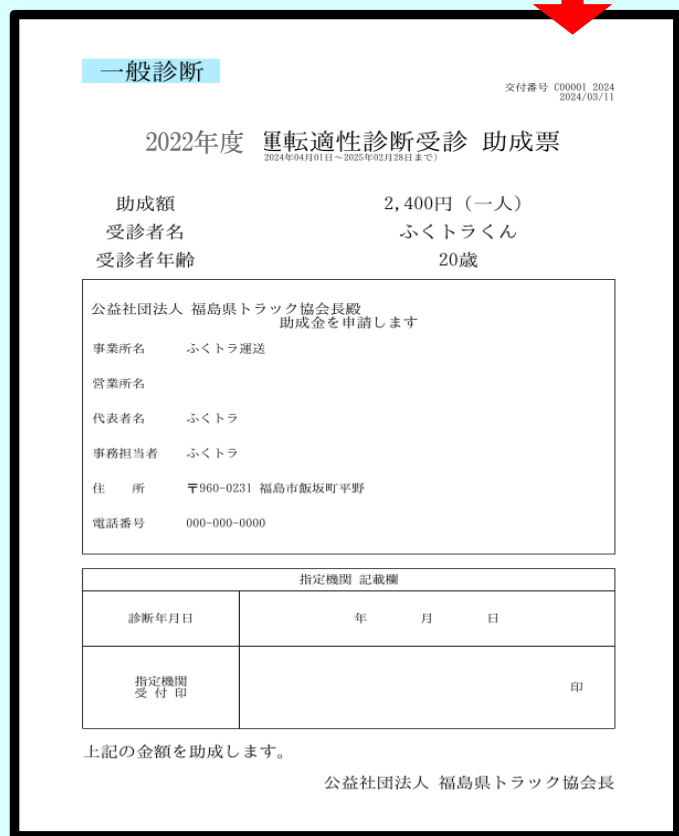 一般診断
交付番号 C00001 2024
2024/03/11
2022年度 運転適性診断受診 助成票
2024年04月01日～2025年02月28日まで）
助成額 2,400円（一人）
受診者名 ふくトラくん
受診者年齢 20歳
公益社団法人 福島県トラック協会長殿
助成金を申請します
事業所名 ふくトラ運送
営業所名
代表者名 ふくトラ
事務担当者 ふくトラ
住　所 〒960-0231 福島市飯坂町平野
電話番号 000-000-0000
指定機関 記載欄
診断年月日 年 月 日
指定機関
受 付 印 印
上記の金額を助成します。
公益社団法人 福島県トラック協会長